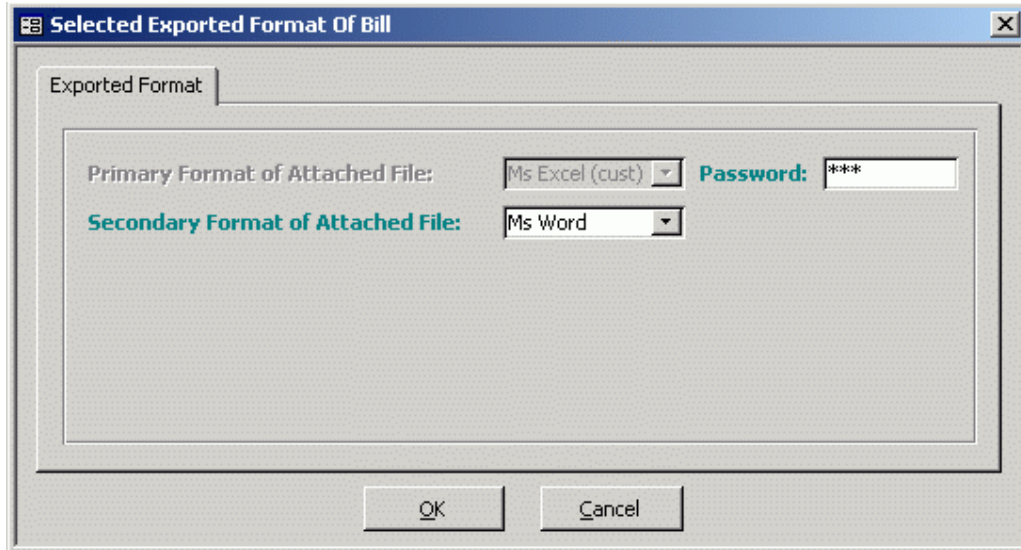 Selected Exported Format Of Bill
Exported Format
Primary Format of Attached File: Ms Excel (cust) Password: ***
Secondary Format of Attached File: Ms Word
OK Cancel